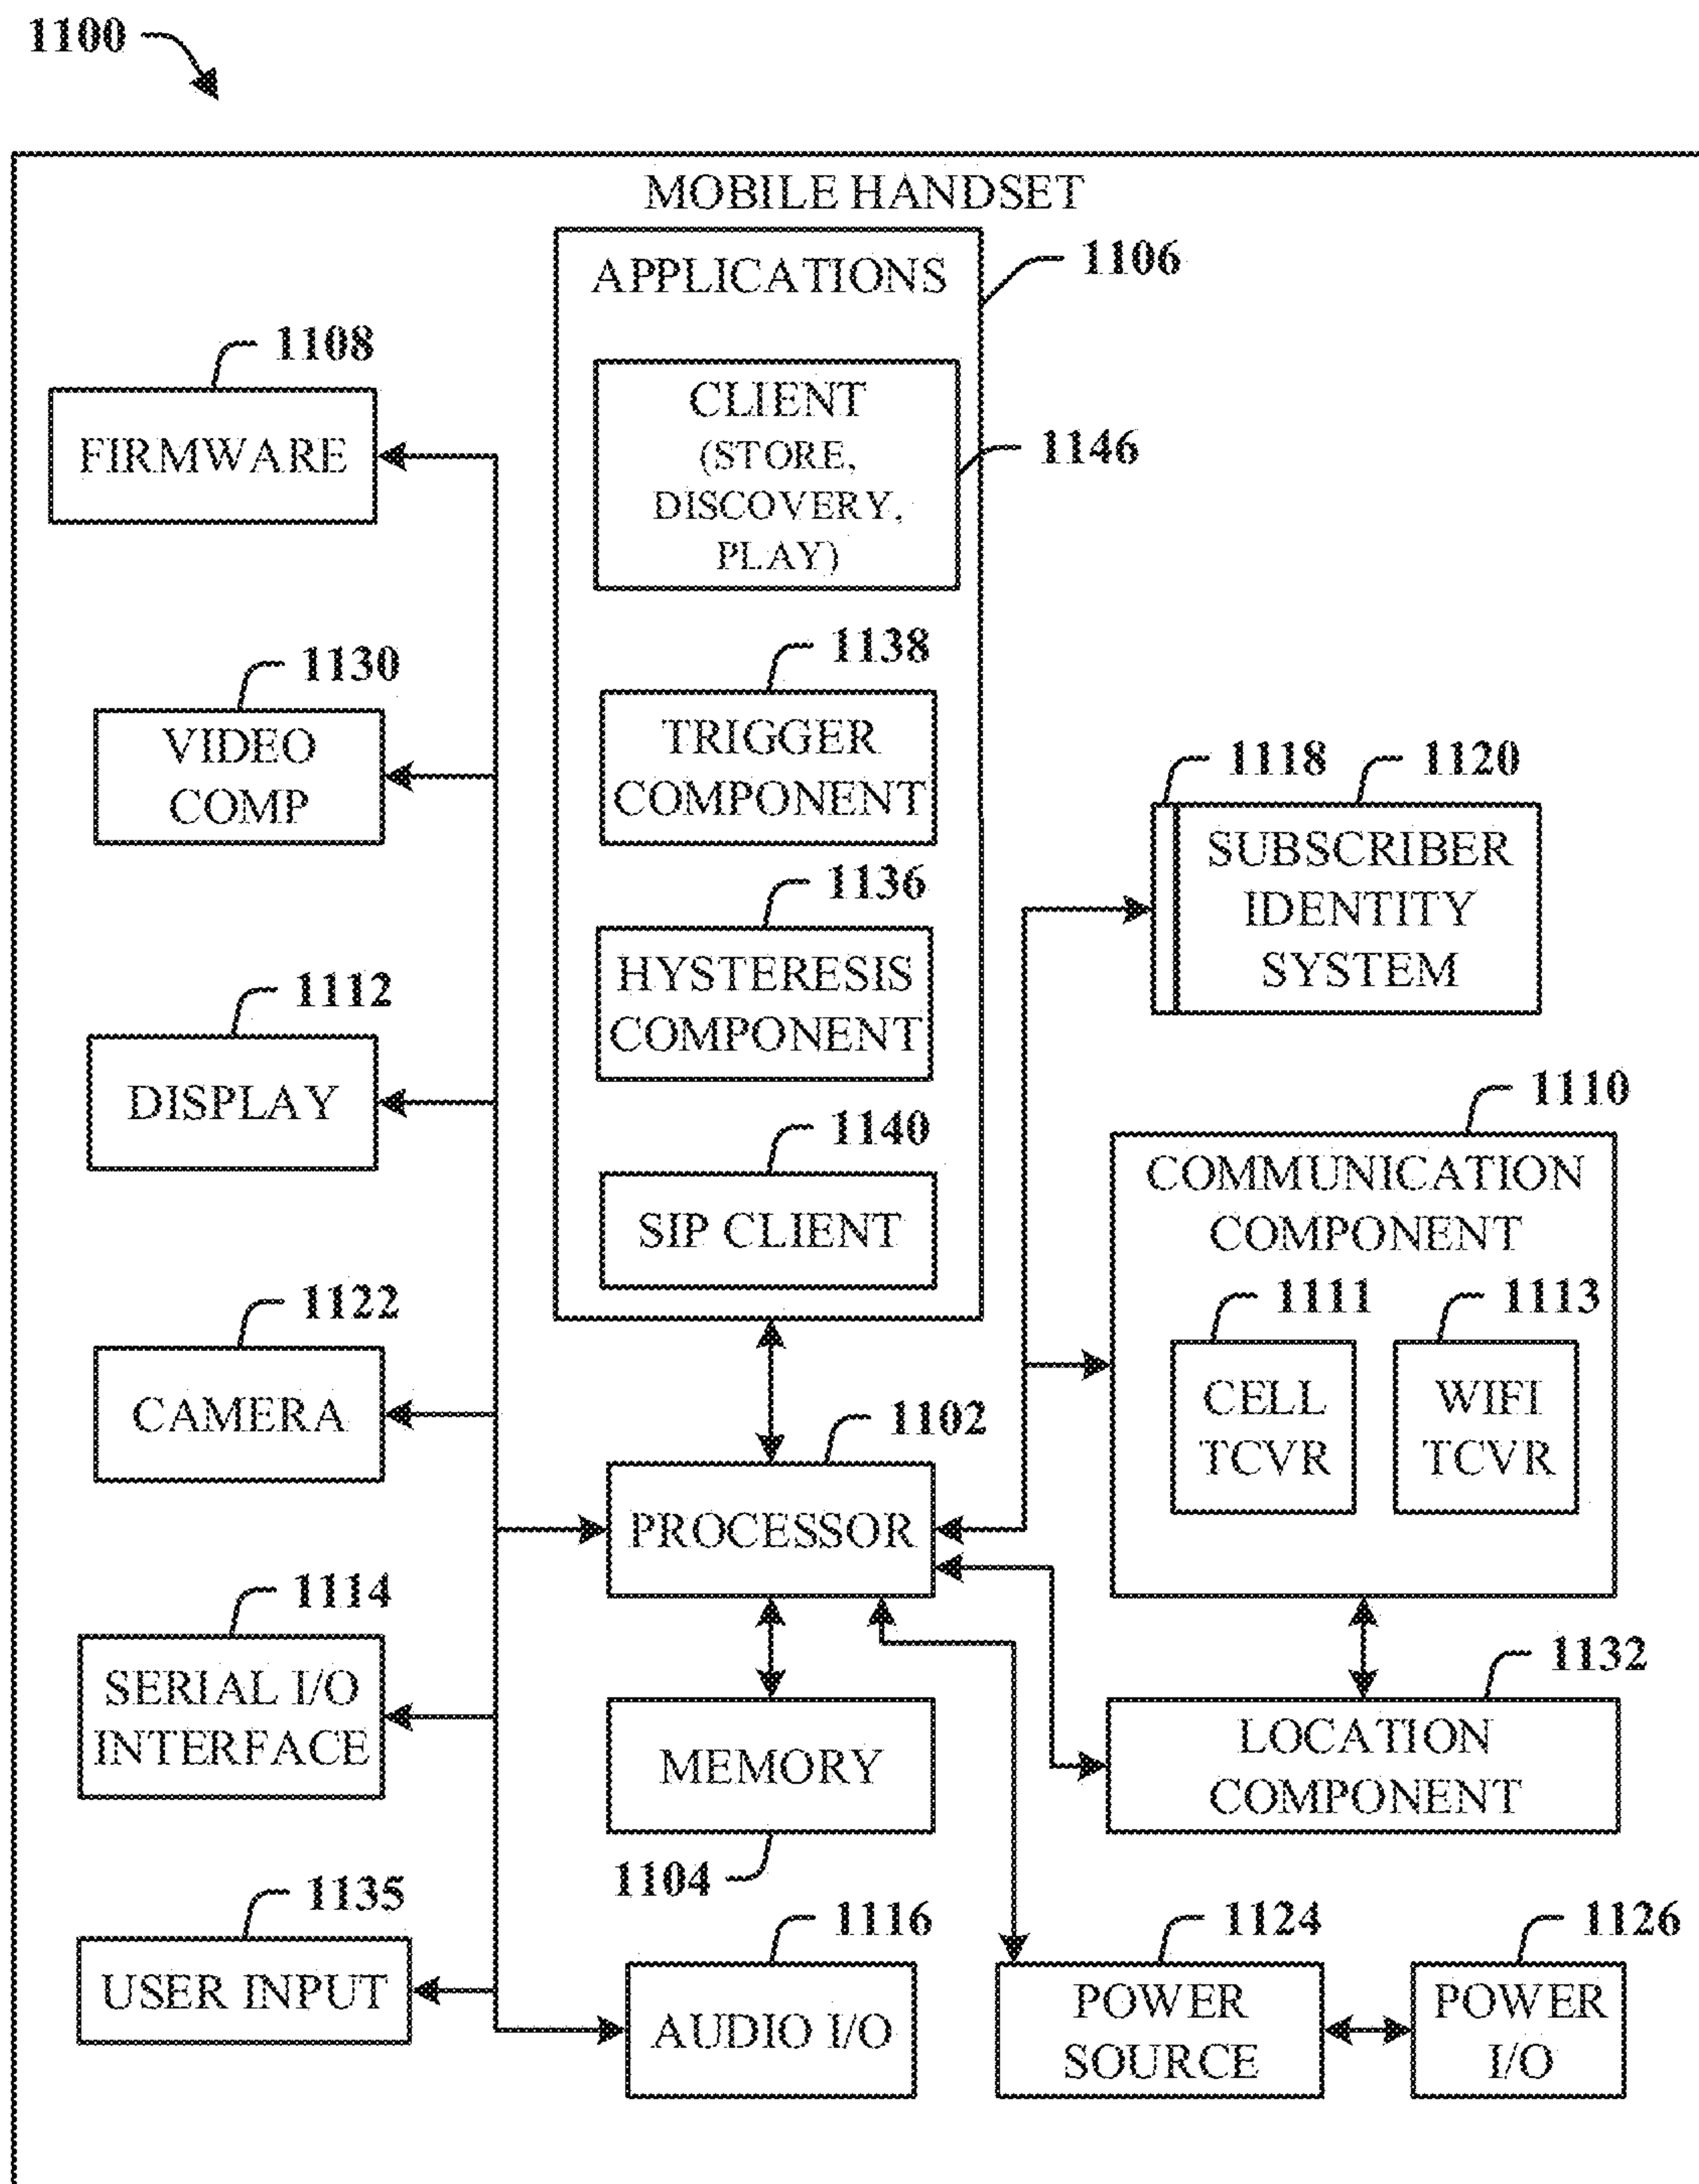 1100
MOBILE HANDSET
APPLICATIONS
1106
CLIENT
(STORE,
DISCOVERY,
PLAY)
1146
1138
TRIGGER
COMPONENT
1136
HYSTERESIS
COMPONENT
1140
SIP CLIENT
1108
FIRMWARE
1130
VIDEO
COMP
1112
DISPLAY
1122
CAMERA
1114
SERIAL I/O
INTERFACE
1135
USER INPUT
1102
PROCESSOR
MEMORY
1104
1116
AUDIO I/O
1118
1120
SUBSCRIBER
IDENTITY
SYSTEM
1110
COMMUNICATION
COMPONENT
1111
CELL
TCVR
1113
WIFI
TCVR
1132
LOCATION
COMPONENT
1124
POWER
SOURCE
1126
POWER
I/O